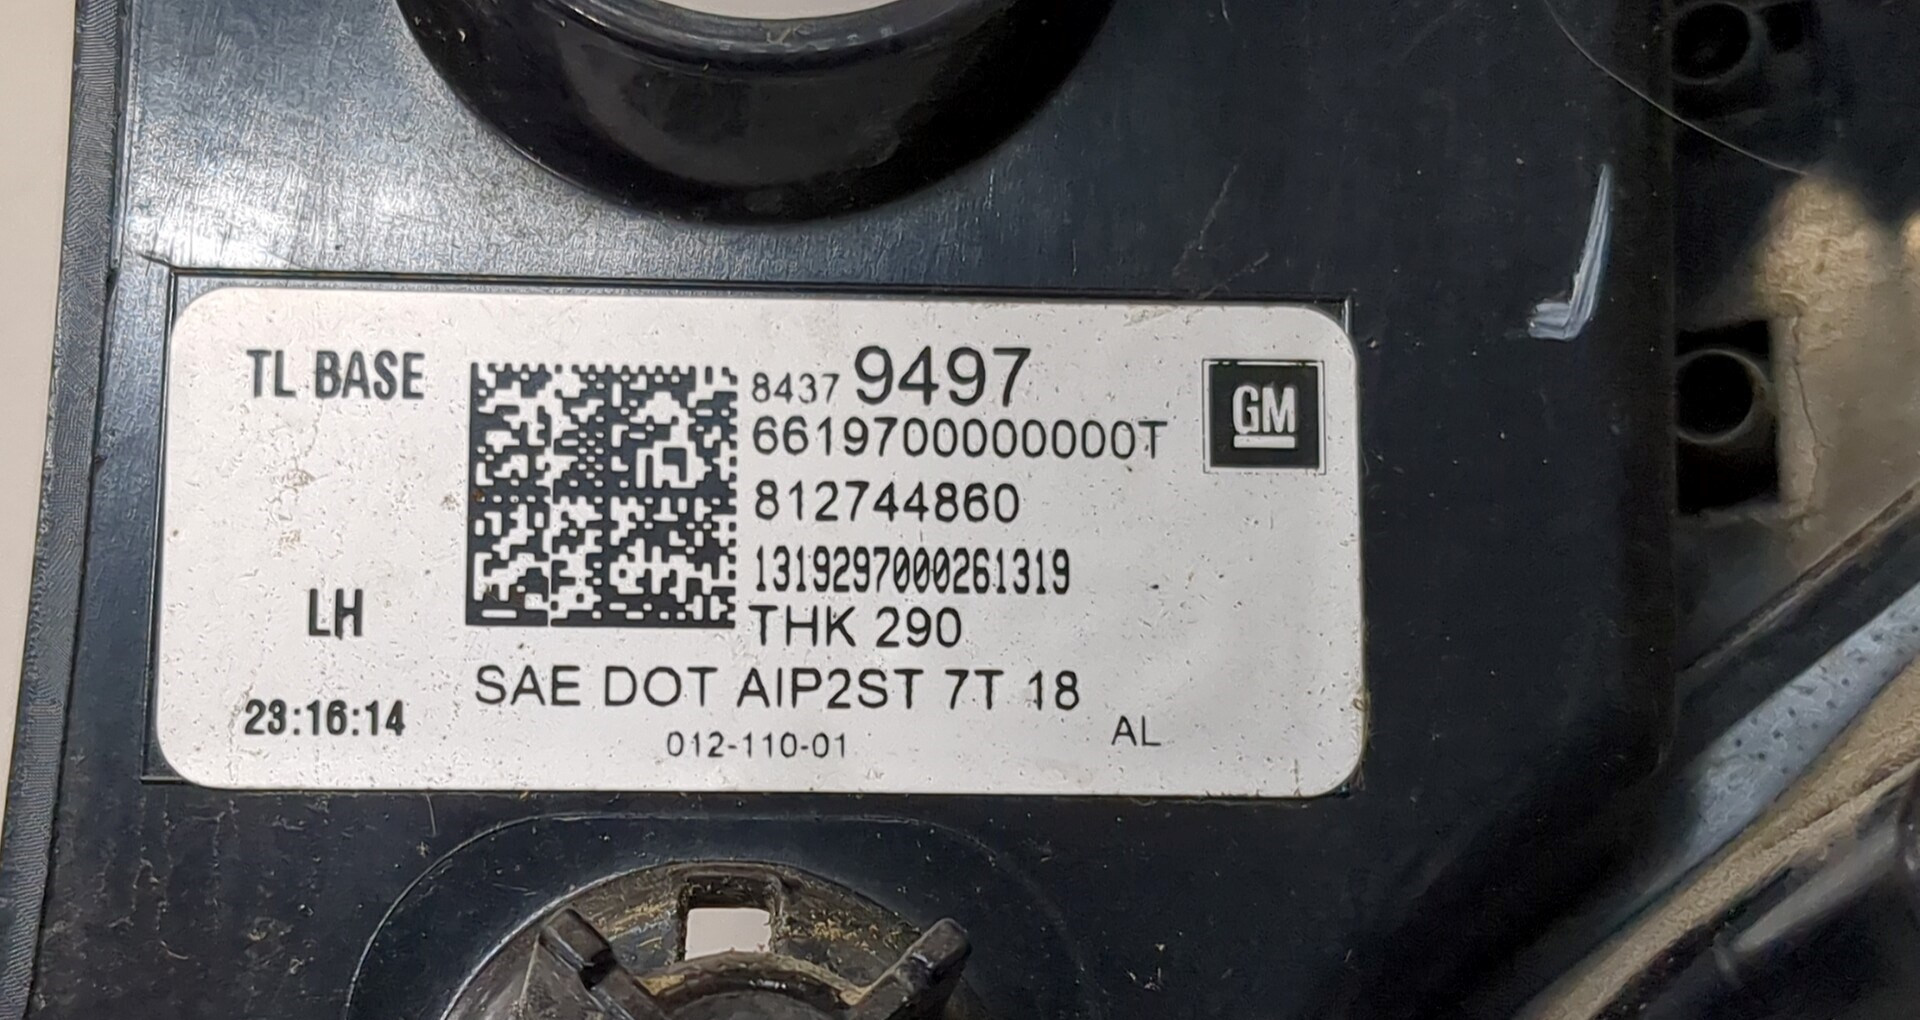 TL BASE
8437 9497
GM
6619700000000T
812744860
1319297000261319
LH
THK 290
SAE DOT AIP2ST 7T 18
23:16:14
012-110-01
AL